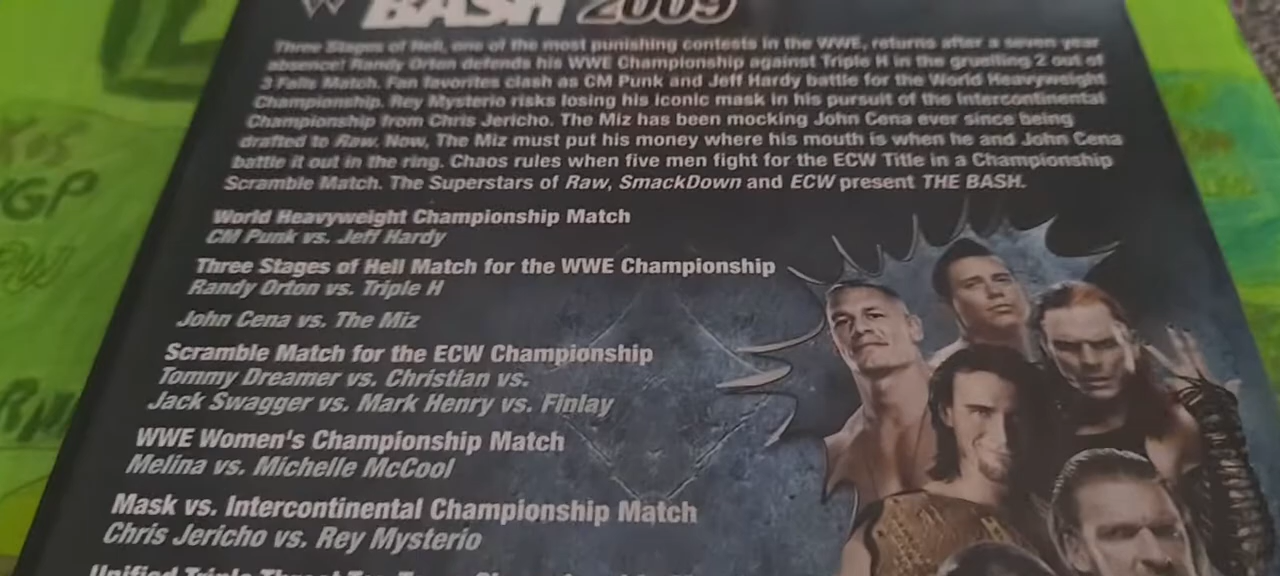 BASH 2009
Three Stages of Hell, one of the most punishing contests in the WWE, returns after a seven year
absence! Randy Orton defends his WWE Championship against Triple H in the gruelling 2 out of
3 Falls Match. Fan favorites clash as CM Punk and Jeff Hardy battle for the World Heavyweight
Championship. Rey Mysterio risks losing his iconic mask in his pursuit of the Intercontinental
Championship from Chris Jericho. The Miz has been mocking John Cena ever since being
drafted to Raw. Now, The Miz must put his money where his mouth is when he and John Cena
battle it out in the ring. Chaos rules when five men fight for the ECW Title in a Championship
Scramble Match. The Superstars of Raw, SmackDown and ECW present THE BASH.
World Heavyweight Championship Match
CM Punk vs. Jeff Hardy
Three Stages of Hell Match for the WWE Championship
Randy Orton vs. Triple H
John Cena vs. The Miz
Scramble Match for the ECW Championship
Tommy Dreamer vs. Christian vs.
Jack Swagger vs. Mark Henry vs. Finlay
WWE Women's Championship Match
Melina vs. Michelle McCool
Mask vs. Intercontinental Championship Match
Chris Jericho vs. Rey Mysterio
Unified Triple Threat
GP